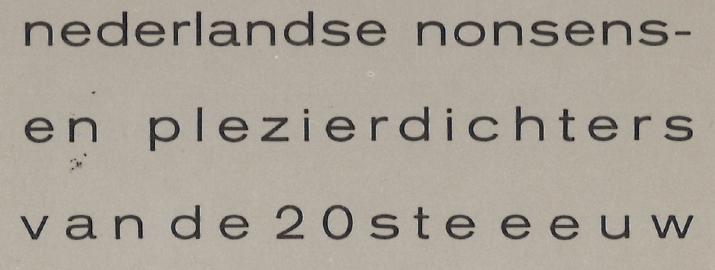 nederlandse nonsens-
en plezierdichters
van de 20ste eeuw